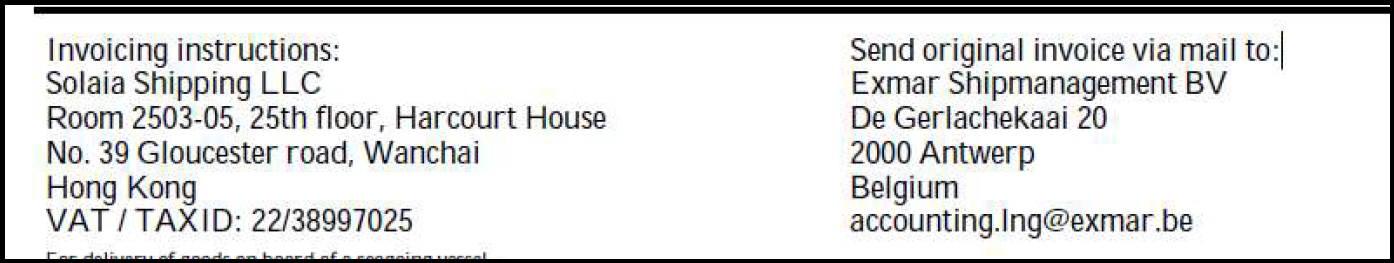 Invoicing instructions:
Solaia Shipping LLC
Room 2503-05, 25th floor, Harcourt House
No. 39 Gloucester road, Wanchai
Hong Kong
VAT / TAXID: 22/38997025
Send original invoice via mail to:
Exmar Shipmanagement BV
De Gerlachekaai 20
2000 Antwerp
Belgium
accounting.lng@exmar.be
For delivery of goods on board of a seagoing vessel